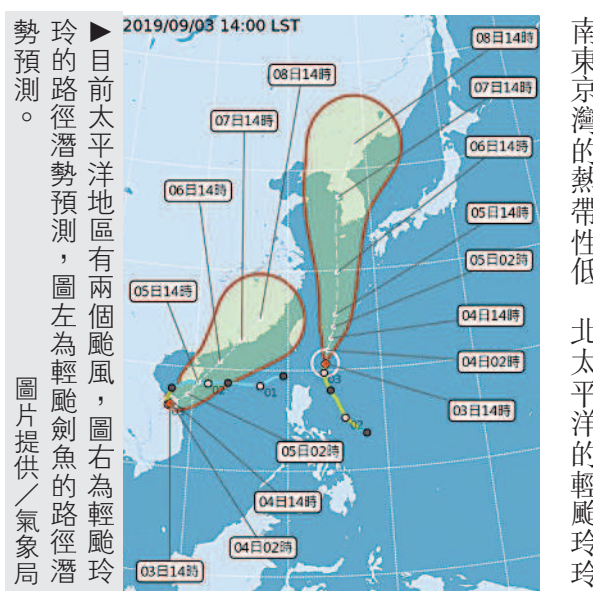 南東京灣的熱帶性低
北太平洋的輕颱玲玲
2019/09/03 14:00 LST
08日14時
07日14時
06日14時
05日14時
05日02時
04日14時
04日02時
03日14時
03
02
08日14時
07日14時
06日14時
05日14時
02
01
03
05日02時
04日14時
04日02時
03日14時
▶目前太平洋地區有兩個颱風，圖右為輕颱玲
玲的路徑潛勢預測，圖左為輕颱劍魚的路徑潛
勢預測。
圖片提供／氣象局